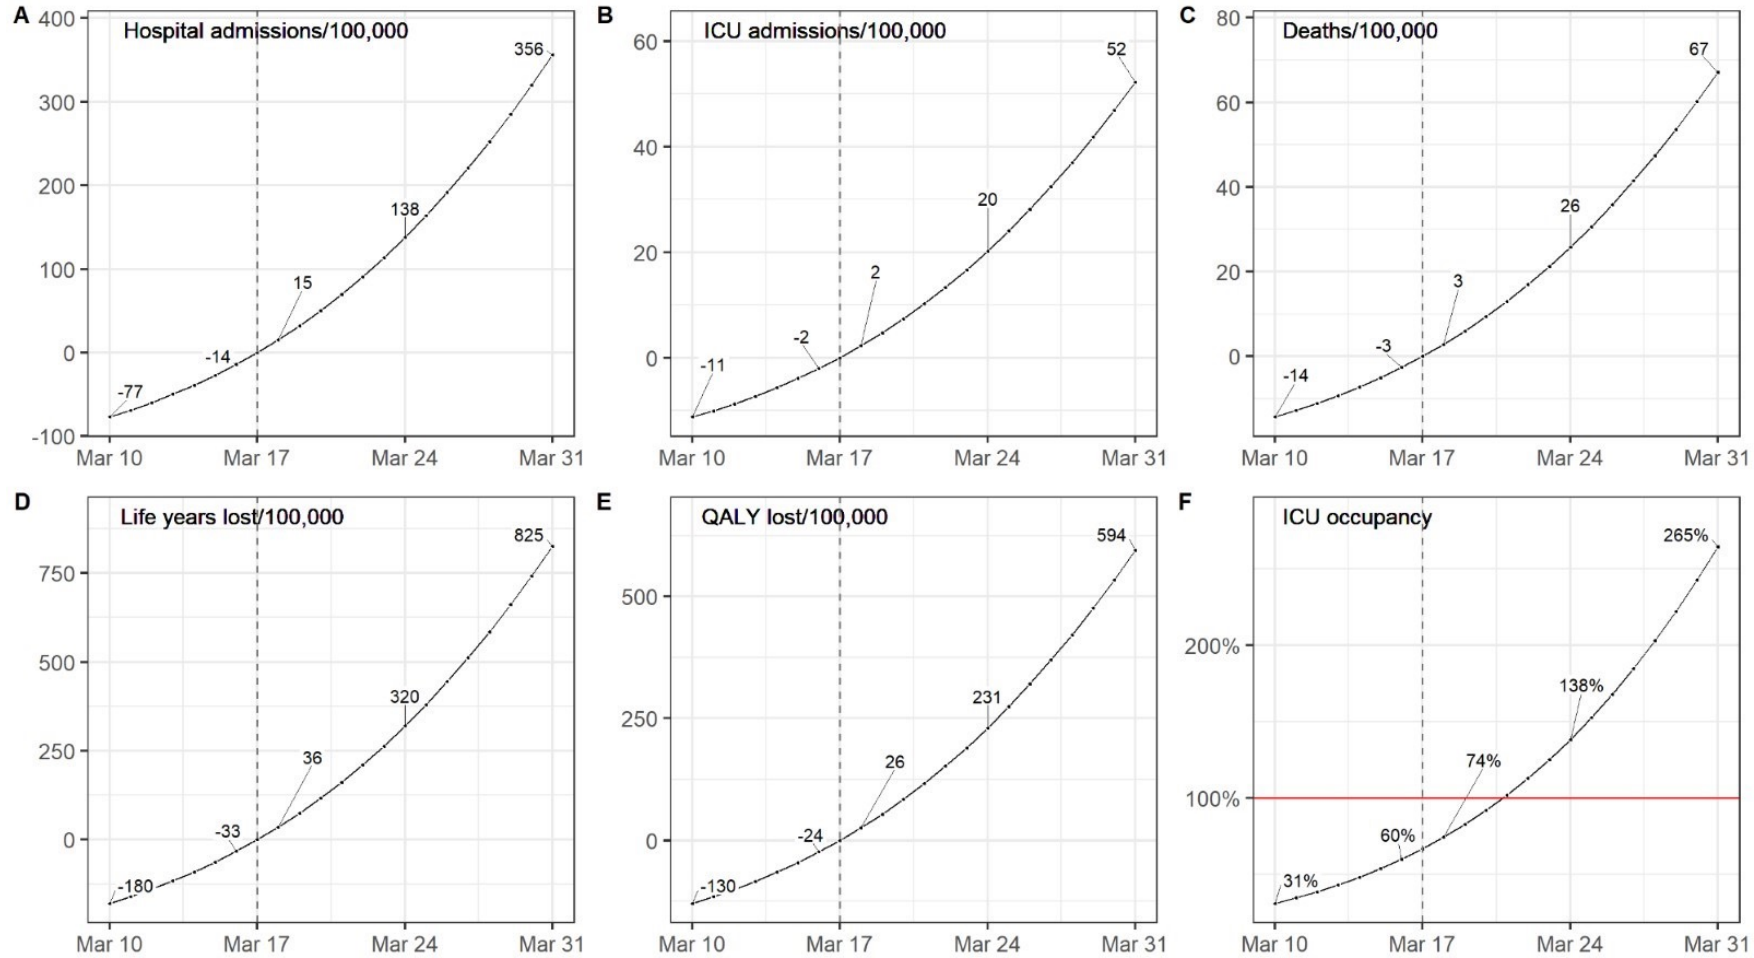 A
Hospital admissions/100,000
400
300
200
100
0
-100
356
138
15
-14
-77
Mar 10
Mar 17
Mar 24
Mar 31
B
ICU admissions/100,000
60
40
20
0
52
20
2
-2
-11
Mar 10
Mar 17
Mar 24
Mar 31
C
Deaths/100,000
80
60
40
20
0
67
26
3
-3
-14
Mar 10
Mar 17
Mar 24
Mar 31
D
Life years lost/100,000
750
500
250
0
825
320
36
-33
-180
Mar 10
Mar 17
Mar 24
Mar 31
E
QALY lost/100,000
500
250
0
594
231
26
-24
-130
Mar 10
Mar 17
Mar 24
Mar 31
F
ICU occupancy
200%
100%
265%
138%
74%
60%
31%
Mar 10
Mar 17
Mar 24
Mar 31